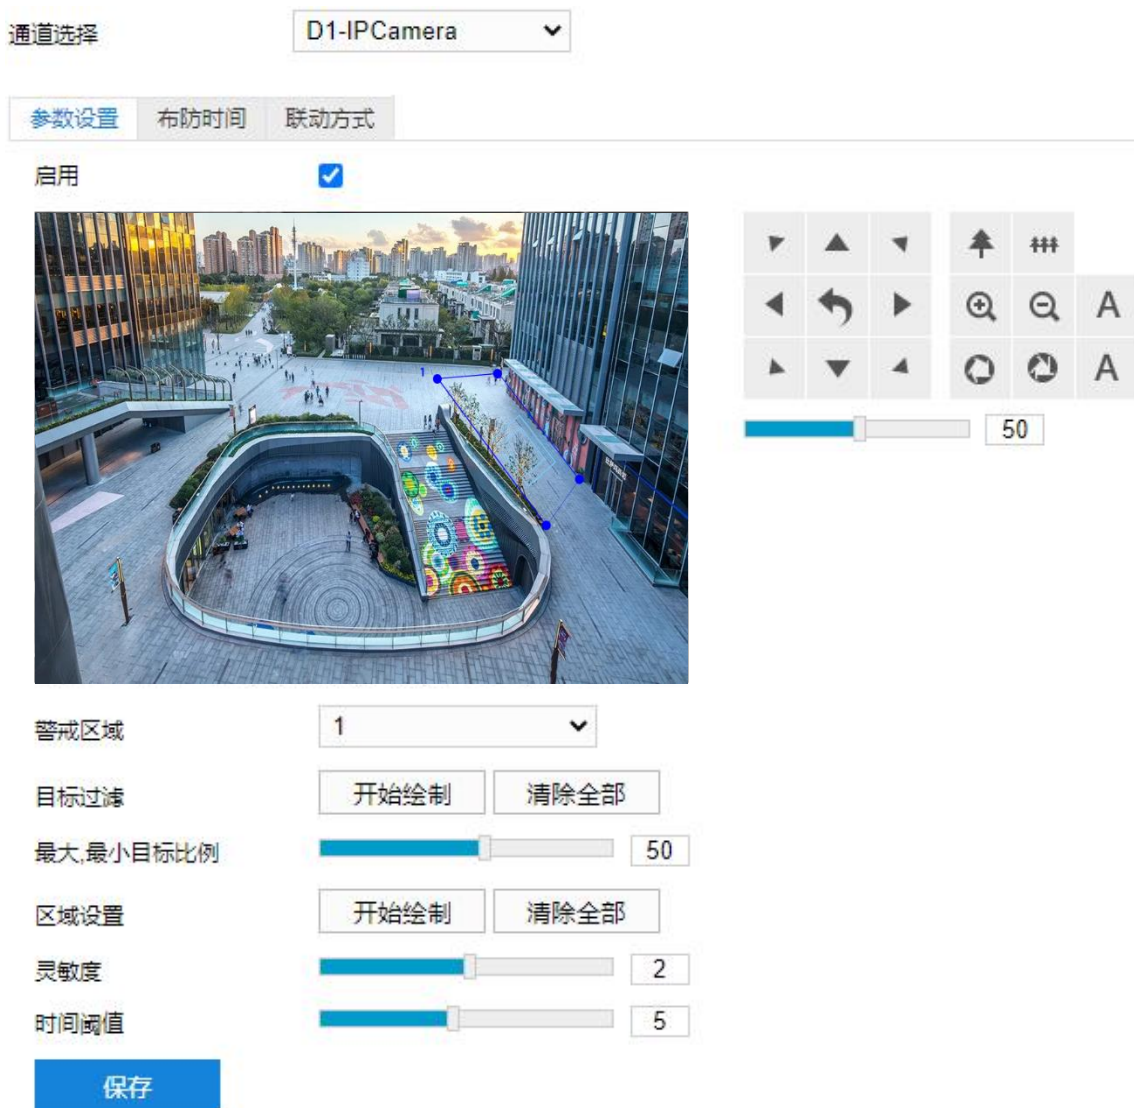 通道选择 D1-IPCamera
参数设置 布防时间 联动方式
启用
A
1
A
50
警戒区域 1
目标过滤 开始绘制 清除全部
最大,最小目标比例 50
区域设置 开始绘制 清除全部
灵敏度 2
时间阈值 5
保存